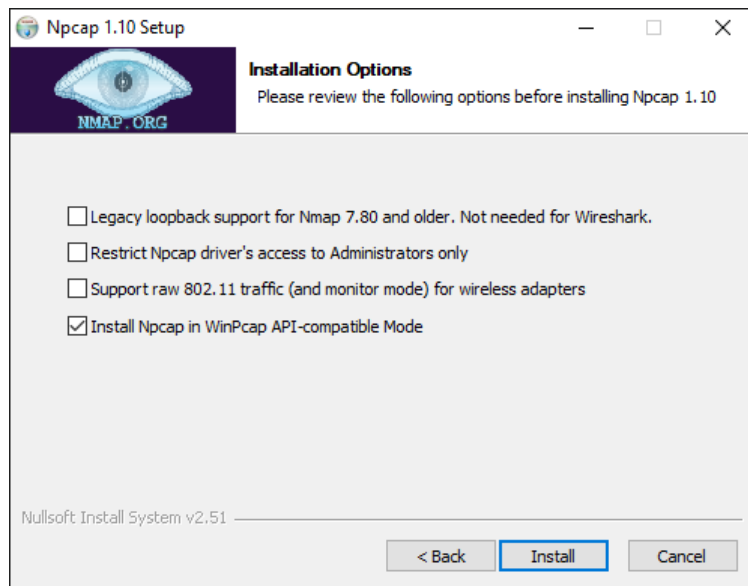 Npcap 1.10 Setup
NMAP.ORG
Installation Options
Please review the following options before installing Npcap 1.10
Legacy loopback support for Nmap 7.80 and older. Not needed for Wireshark.
Restrict Npcap driver's access to Administrators only
Support raw 802.11 traffic (and monitor mode) for wireless adapters
Install Npcap in WinPcap API-compatible Mode
Nullsoft Install System v2.51
< Back
Install
Cancel